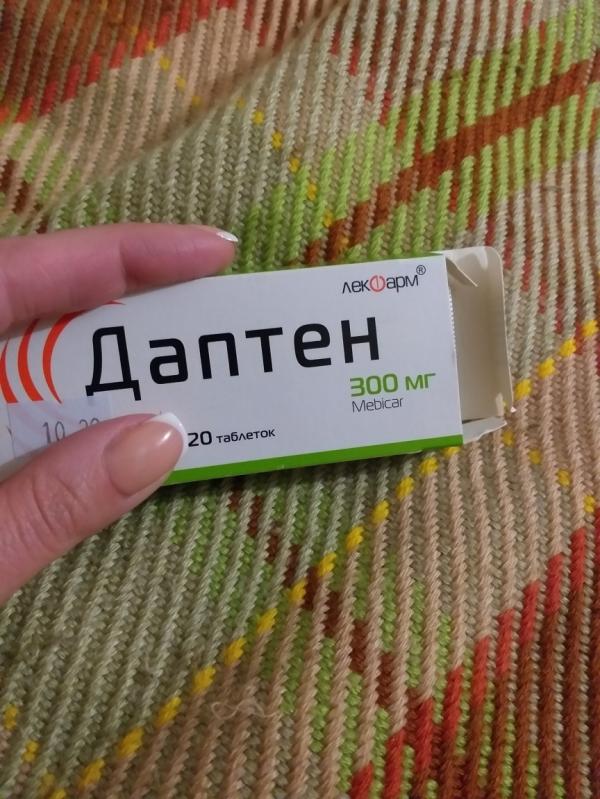 лекФарм®
Даптен
300 мг
Mebicar
20 таблеток